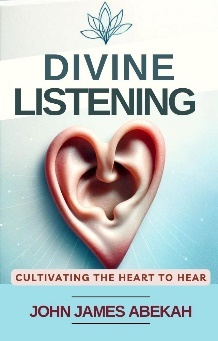 DIVINE
LISTENING
CULTIVATING THE HEART TO HEAR
JOHN JAMES ABEKAH